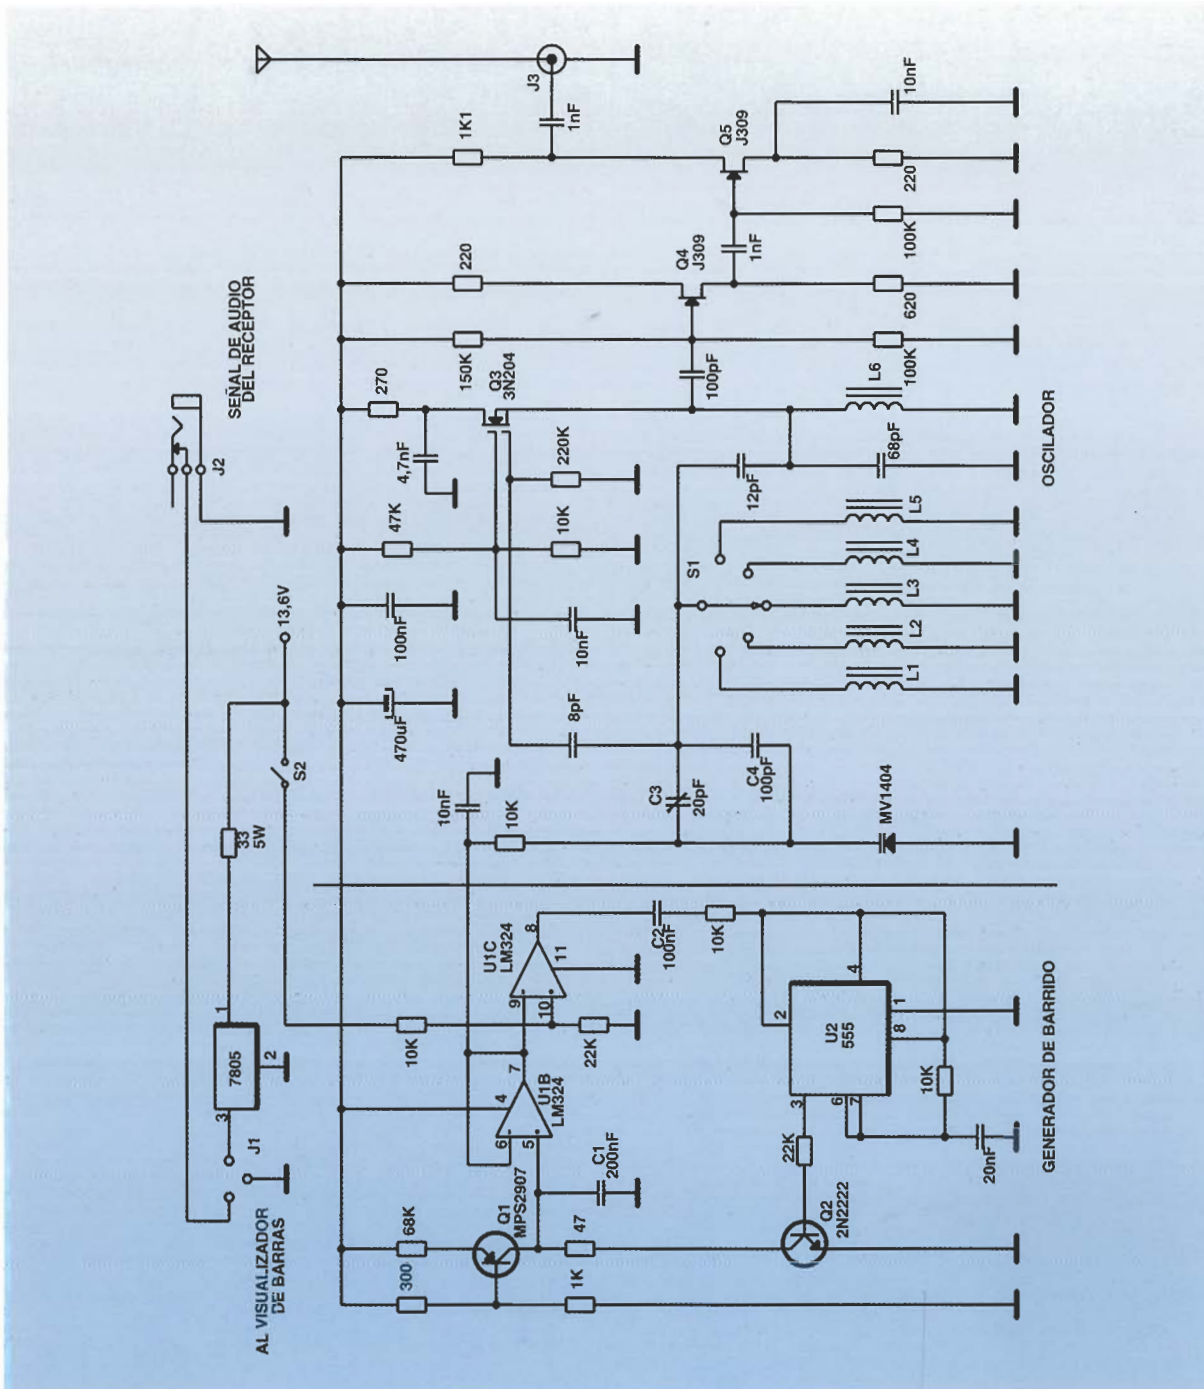 AL VISUALIZADOR
DE BARRAS
J1
3
7805
1
2
33
5W
S2
13,6V
J2
SEÑAL DE AUDIO
DEL RECEPTOR
300
68K
Q1
MPS2907
1K
47
C1
200nF
6
5
4
7
U1B
LM324
10K
22K
9
10
8
11
U1C
LM324
C2
100nF
10K
Q2
2N2222
22K
3
6
7
2
4
8
1
U2
555
10K
20nF
GENERADOR DE BARRIDO
10nF
10K
C3
20pF
C4
100pF
MV1404
8pF
470uF
100nF
10nF
47K
10K
220K
4,7nF
270
Q3
3N204
S1
L1
L2
L3
L4
L5
12pF
68pF
L6
OSCILADOR
150K
100pF
100K
220
Q4
J309
620
1nF
100K
1K1
Q5
J309
220
10nF
1nF
J3